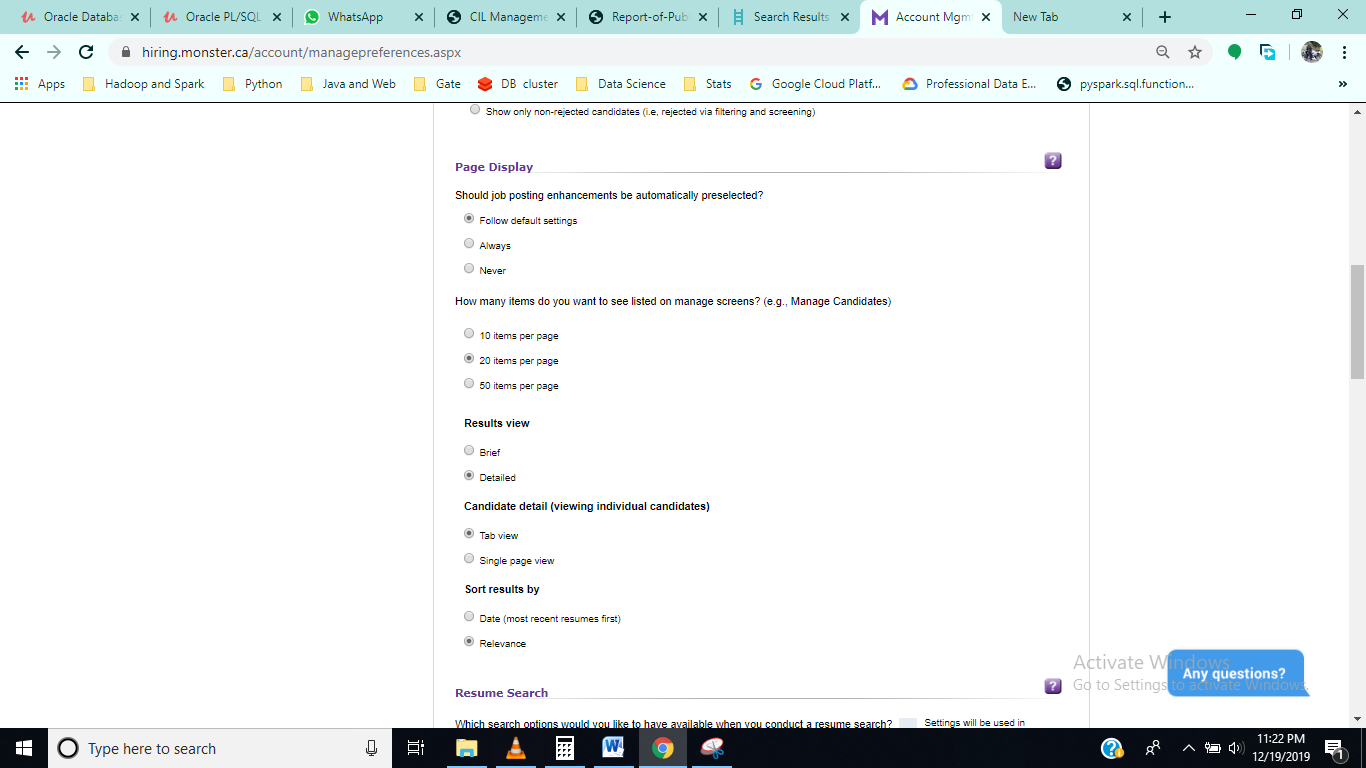 Oracle Databa
Oracle PL/SQL
WhatsApp
CIL Manageme
Report-of-Pub
Search Results
Account Mgm
New Tab
hiring.monster.ca/account/managepreferences.aspx
Apps
Hadoop and Spark
Python
Java and Web
Gate
DB cluster
Data Science
Stats
Google Cloud Platf...
Professional Data E...
pyspark.sql.function...
Show only non-rejected candidates (i.e, rejected via filtering and screening)
Page Display
?
Should job posting enhancements be automatically preselected?
Follow default settings
Always
Never
How many items do you want to see listed on manage screens? (e.g., Manage Candidates)
10 items per page
20 items per page
50 items per page
Results view
Brief
Detailed
Candidate detail (viewing individual candidates)
Tab view
Single page view
Sort results by
Date (most recent resumes first)
Relevance
Activate Windows
Go to Settings to activate Windows.
Any questions?
Resume Search
?
Which search options would you like to have available when you conduct a resume search?
Settings will be used in
Type here to search
11:22 PM
12/19/2019
1